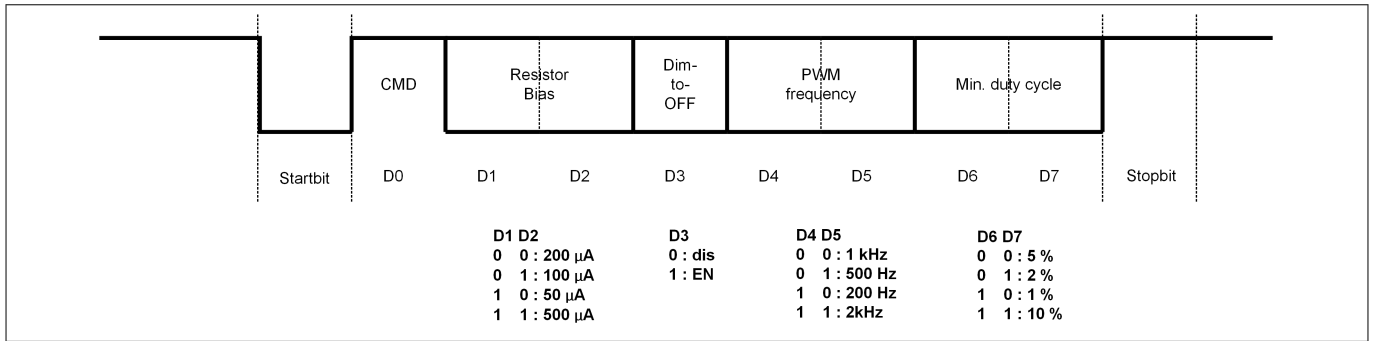 CMD
Resistor
Bias
Dim-
to-
OFF
PWM
frequency
Min. duty cycle
Startbit D0 D1 D2 D3 D4 D5 D6 D7 Stopbit
D1 D2
0 0 : 200 μA
0 1 : 100 μA
1 0 : 50 μA
1 1 : 500 μA
D3
0 : dis
1 : EN
D4 D5
0 0 : 1 kHz
0 1 : 500 Hz
1 0 : 200 Hz
1 1 : 2kHz
D6 D7
0 0 : 5 %
0 1 : 2 %
1 0 : 1 %
1 1 : 10 %